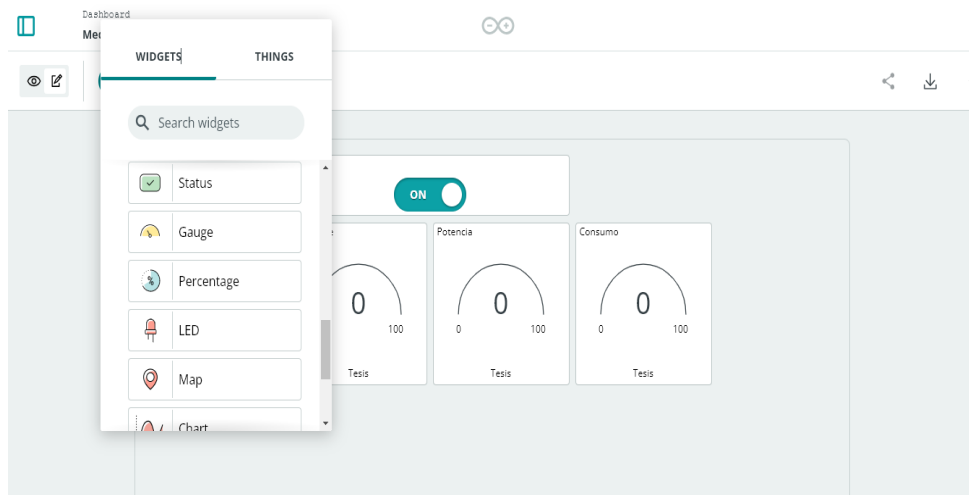 Dashboard
WIDGETS
THINGS
Search widgets
Status
Gauge
Percentage
LED
Map
Chart
ON
Potencia
Consumo
0
0
0
100
0
100
0
100
Tesis
Tesis
Tesis